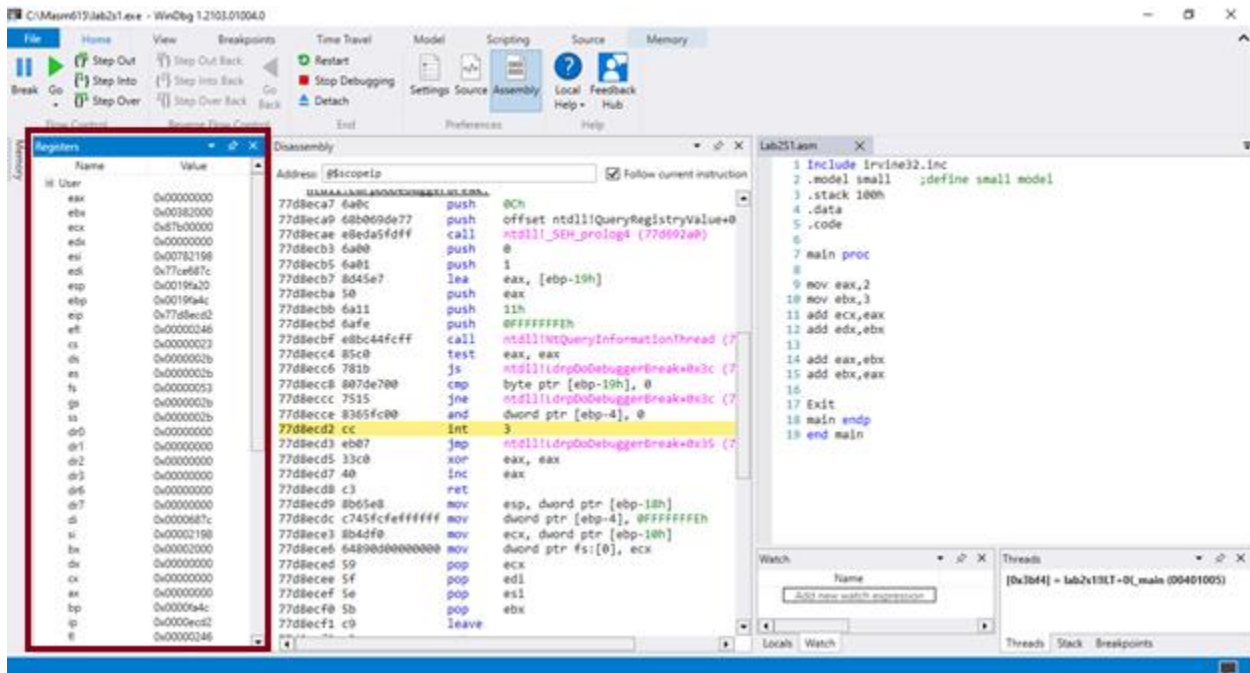 C:\Masm615\lab2s1.exe - WinDbg 1.2103.01004.0
File Home View Breakpoints Time Travel Model Scripting Source Memory
Break
Go
Step Out
Step Into
Step Over
Step Out Back
Step Into Back
Step Over Back
Go Back
Restart
Stop Debugging
Detach
Settings Source Assembly
Local Help
Feedback Hub
Flow Control Reverse Flow Control End Preferences Help
Memory
Registers
Name Value
User
eax 0x00000000
ebx 0x00382000
ecx 0x87b00000
edx 0x00000000
esi 0x00782198
edi 0x77ce687c
esp 0x0019fa20
ebp 0x0019fa4c
eip 0x77d8ecd2
efl 0x00000246
cs 0x00000023
ds 0x0000002b
es 0x0000002b
fs 0x00000053
gs 0x0000002b
ss 0x0000002b
dr0 0x00000000
dr1 0x00000000
dr2 0x00000000
dr3 0x00000000
dr6 0x00000000
dr7 0x00000000
di 0x0000687c
si 0x00002198
bx 0x00002000
dx 0x00000000
cx 0x00000000
ax 0x00000000
bp 0x0000fa4c
ip 0x0000ecd2
fl 0x00000246
Disassembly
Address: @$scopeip
Follow current instruction
ntdll!LdrpDoDebuggerBreak:
77d8eca7 6a0c push 0Ch
77d8eca9 68b069de77 push offset ntdll!QueryRegistryValue+0
77d8ecae e8eda5fdff call ntdll!_SEH_prolog4 (77d692a0)
77d8ecb3 6a00 push 0
77d8ecb5 6a01 push 1
77d8ecb7 8d45e7 lea eax, [ebp-19h]
77d8ecba 50 push eax
77d8ecbb 6a11 push 11h
77d8ecbd 6afe push 0FFFFFFFEh
77d8ecbf e8bc44fcff call ntdll!NtQueryInformationThread (7
77d8ecc4 85c0 test eax, eax
77d8ecc6 781b js ntdll!LdrpDoDebuggerBreak+0x3c (7
77d8ecc8 807de700 cmp byte ptr [ebp-19h], 0
77d8eccc 7515 jne ntdll!LdrpDoDebuggerBreak+0x3c (7
77d8ecce 8365fc00 and dword ptr [ebp-4], 0
77d8ecd2 cc int 3
77d8ecd3 eb07 jmp ntdll!LdrpDoDebuggerBreak+0x35 (7
77d8ecd5 33c0 xor eax, eax
77d8ecd7 40 inc eax
77d8ecd8 c3 ret
77d8ecd9 8b65e8 mov esp, dword ptr [ebp-18h]
77d8ecdc c745fcfeffffff mov dword ptr [ebp-4], 0FFFFFFFEh
77d8ece3 8b4df0 mov ecx, dword ptr [ebp-10h]
77d8ece6 64890d00000000 mov dword ptr fs:[0], ecx
77d8eced 59 pop ecx
77d8ecee 5f pop edi
77d8ecef 5e pop esi
77d8ecf0 5b pop ebx
77d8ecf1 c9 leave
Lab2S1.asm
1 Include irvine32.inc
2 .model small ;define small model
3 .stack 100h
4 .data
5 .code
6
7 main proc
8
9 mov eax,2
10 mov ebx,3
11 add ecx,eax
12 add edx,ebx
13
14 add eax,ebx
15 add ebx,eax
16
17 Exit
18 main endp
19 end main
Watch
Name
Add new watch expression
Locals Watch
Threads
[0x3bf4] = lab2s1!ILT+0(_main (00401005)
Threads Stack Breakpoints